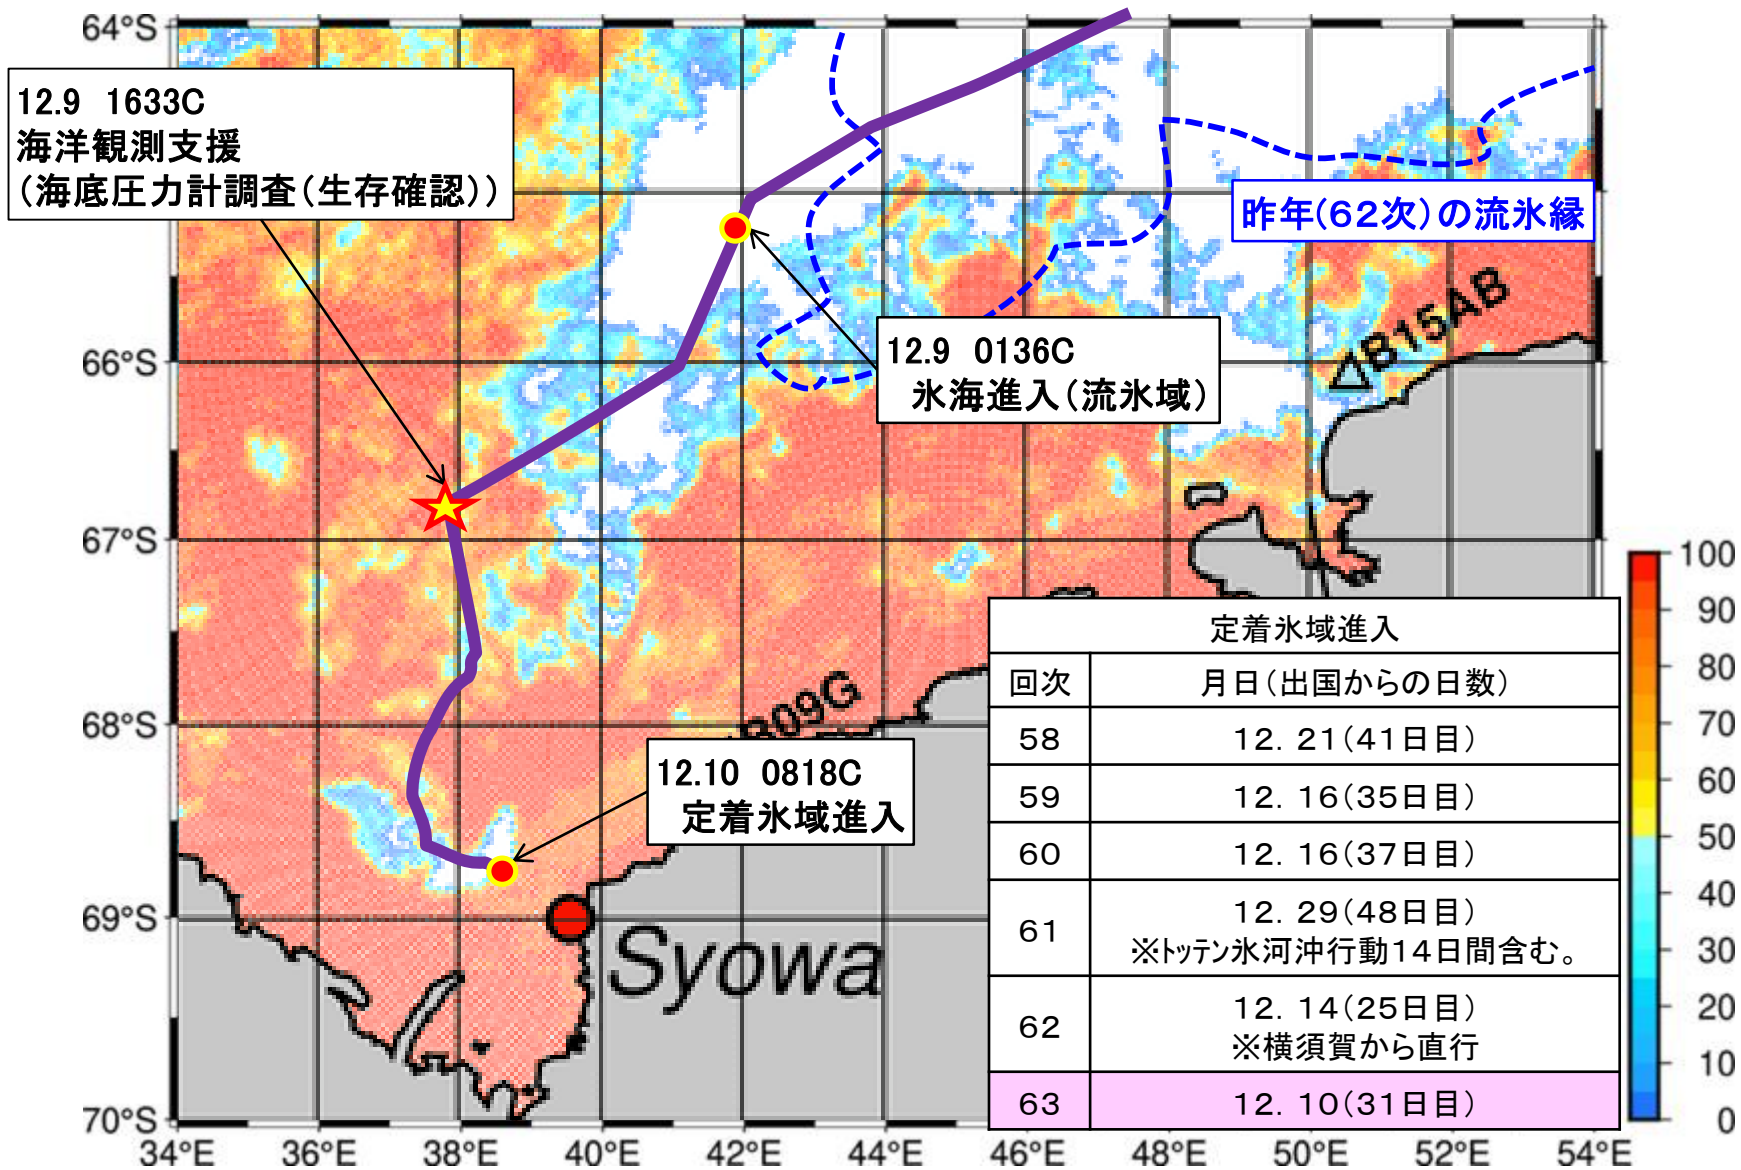 64°S
12.9 1633C
海洋観測支援
(海底圧力計調査(生存確認))
昨年(62次)の流氷縁
B15AB
66°S
12.9 0136C
氷海進入(流氷域)
67°S
68°S
B09G
12.10 0818C
定着氷域進入
69°S
Syowa
70°S
34°E 36°E 38°E 40°E 42°E 44°E 46°E 48°E 50°E 52°E 54°E
定着氷域進入
回次 月日(出国からの日数)
58 12.21(41日目)
59 12.16(35日目)
60 12.16(37日目)
61 12.29(48日目)
※トッテン氷河沖行動14日間含む。
62 12.14(25日目)
※横須賀から直行
63 12.10(31日目)
100
90
80
70
60
50
40
30
20
10
0